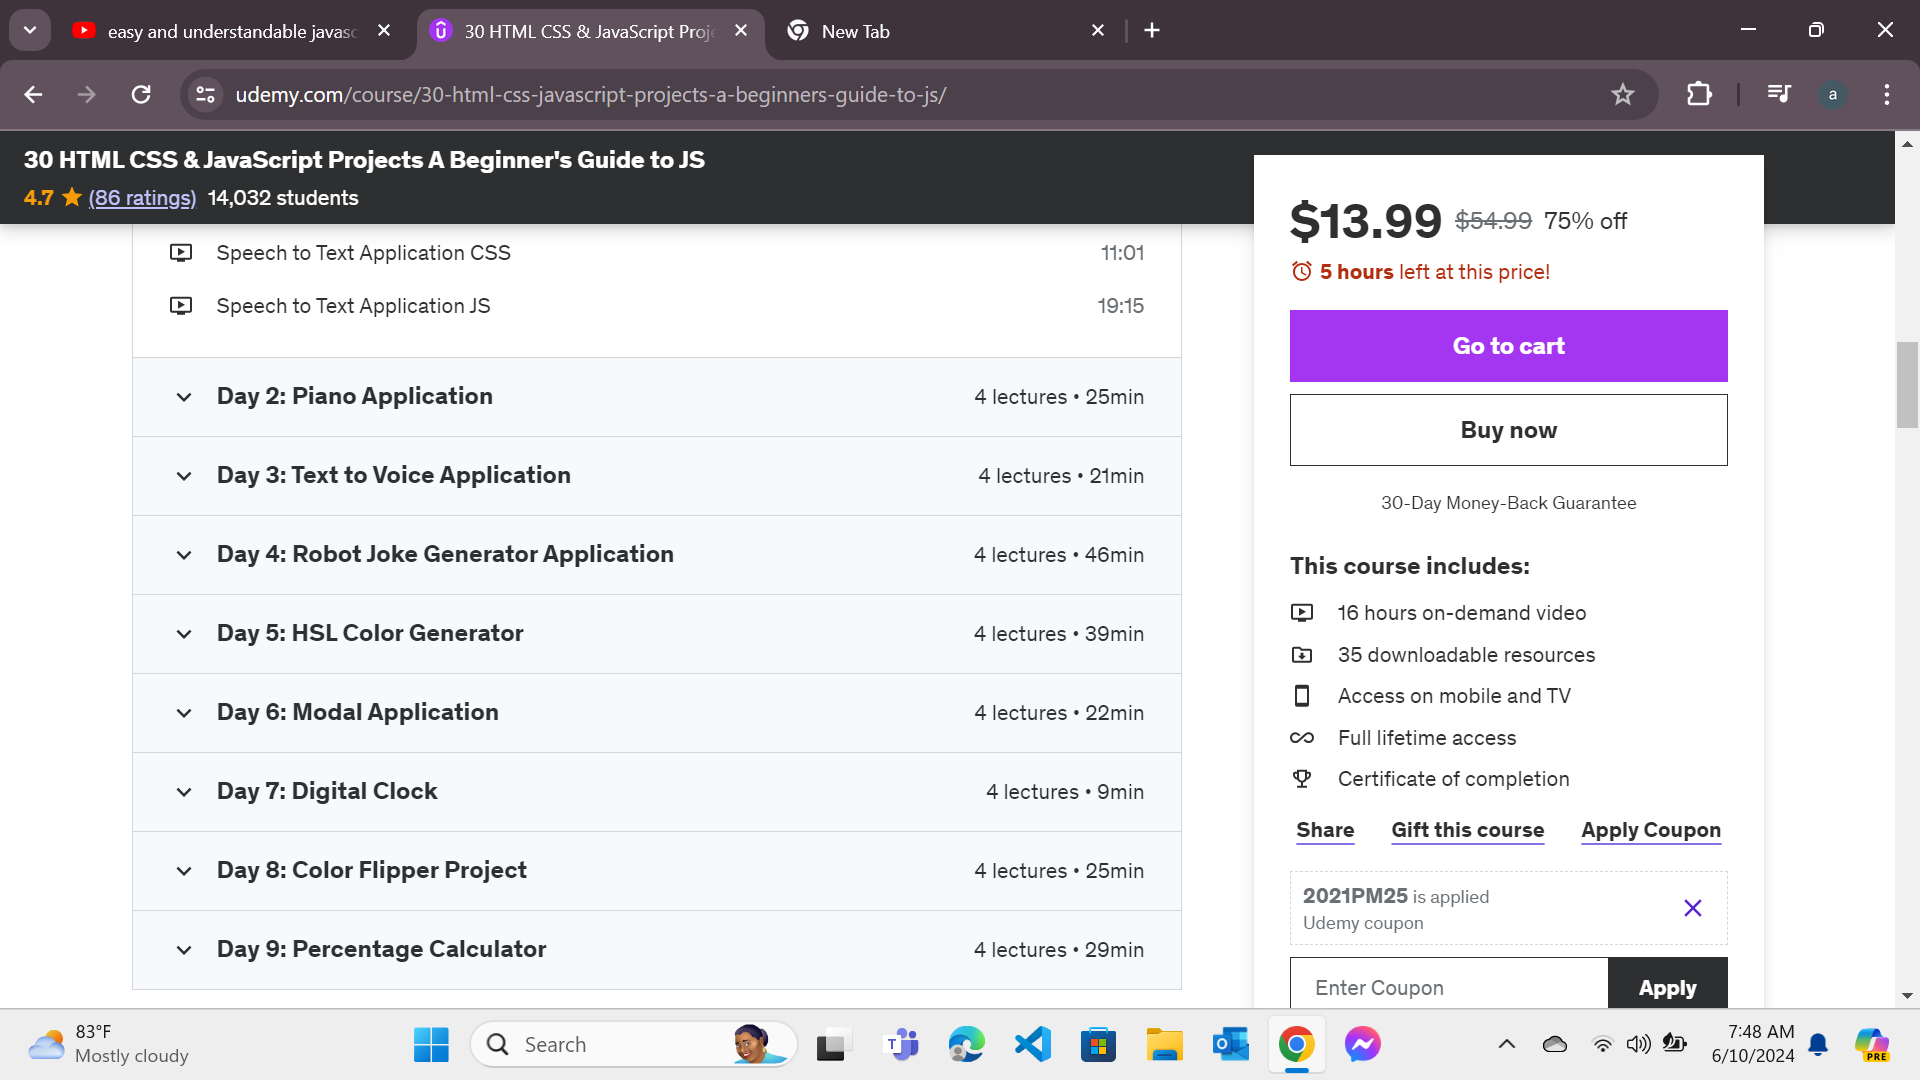 easy and understandable javasc
30 HTML CSS & JavaScript Proje
New Tab
udemy.com/course/30-html-css-javascript-projects-a-beginners-guide-to-js/
a
30 HTML CSS & JavaScript Projects A Beginner's Guide to JS
4.7 (86 ratings) 14,032 students
Speech to Text Application CSS 11:01
Speech to Text Application JS 19:15
Day 2: Piano Application 4 lectures • 25min
Day 3: Text to Voice Application 4 lectures • 21min
Day 4: Robot Joke Generator Application 4 lectures • 46min
Day 5: HSL Color Generator 4 lectures • 39min
Day 6: Modal Application 4 lectures • 22min
Day 7: Digital Clock 4 lectures • 9min
Day 8: Color Flipper Project 4 lectures • 25min
Day 9: Percentage Calculator 4 lectures • 29min
$13.99 $54.99 75% off
5 hours left at this price!
Go to cart
Buy now
30-Day Money-Back Guarantee
This course includes:
16 hours on-demand video
35 downloadable resources
Access on mobile and TV
Full lifetime access
Certificate of completion
Share Gift this course Apply Coupon
2021PM25 is applied
Udemy coupon
Enter Coupon Apply
83°F
Mostly cloudy
Search
7:48 AM
6/10/2024
PRE